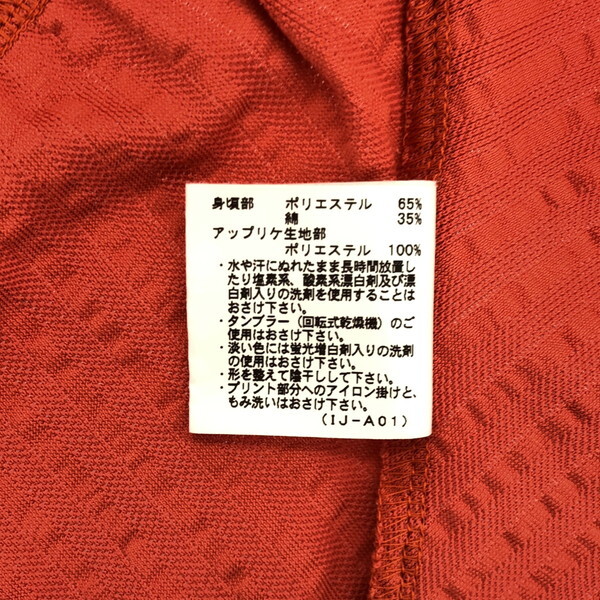 身頃部 ポリエステル 65%
綿 35%
アップリケ生地部
ポリエステル 100%
・水や汗にぬれたまま長時間放置し
たり塩素系、酸素系漂白剤及び漂
白剤入りの洗剤を使用することは
おさけ下さい。
・タンブラー(回転式乾燥機)のご
使用はおさけ下さい。
・淡い色には蛍光増白剤入りの洗剤
の使用はおさけ下さい。
・形を整えて陰干しして下さい。
・プリント部分へのアイロン掛けと、
もみ洗いはおさけ下さい。
(IJ-A01)